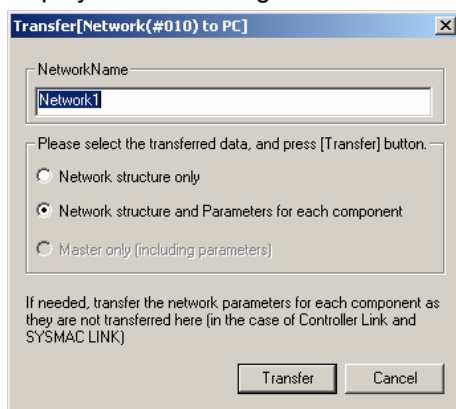 Transfer[Network(#010) to PC]
NetworkName
Network1
Please select the transferred data, and press [Transfer] button.
Network structure only
Network structure and Parameters for each component
Master only (including parameters)
If needed, transfer the network parameters for each component as
they are not transferred here (in the case of Controller Link and
SYSMAC LINK)
Transfer
Cancel